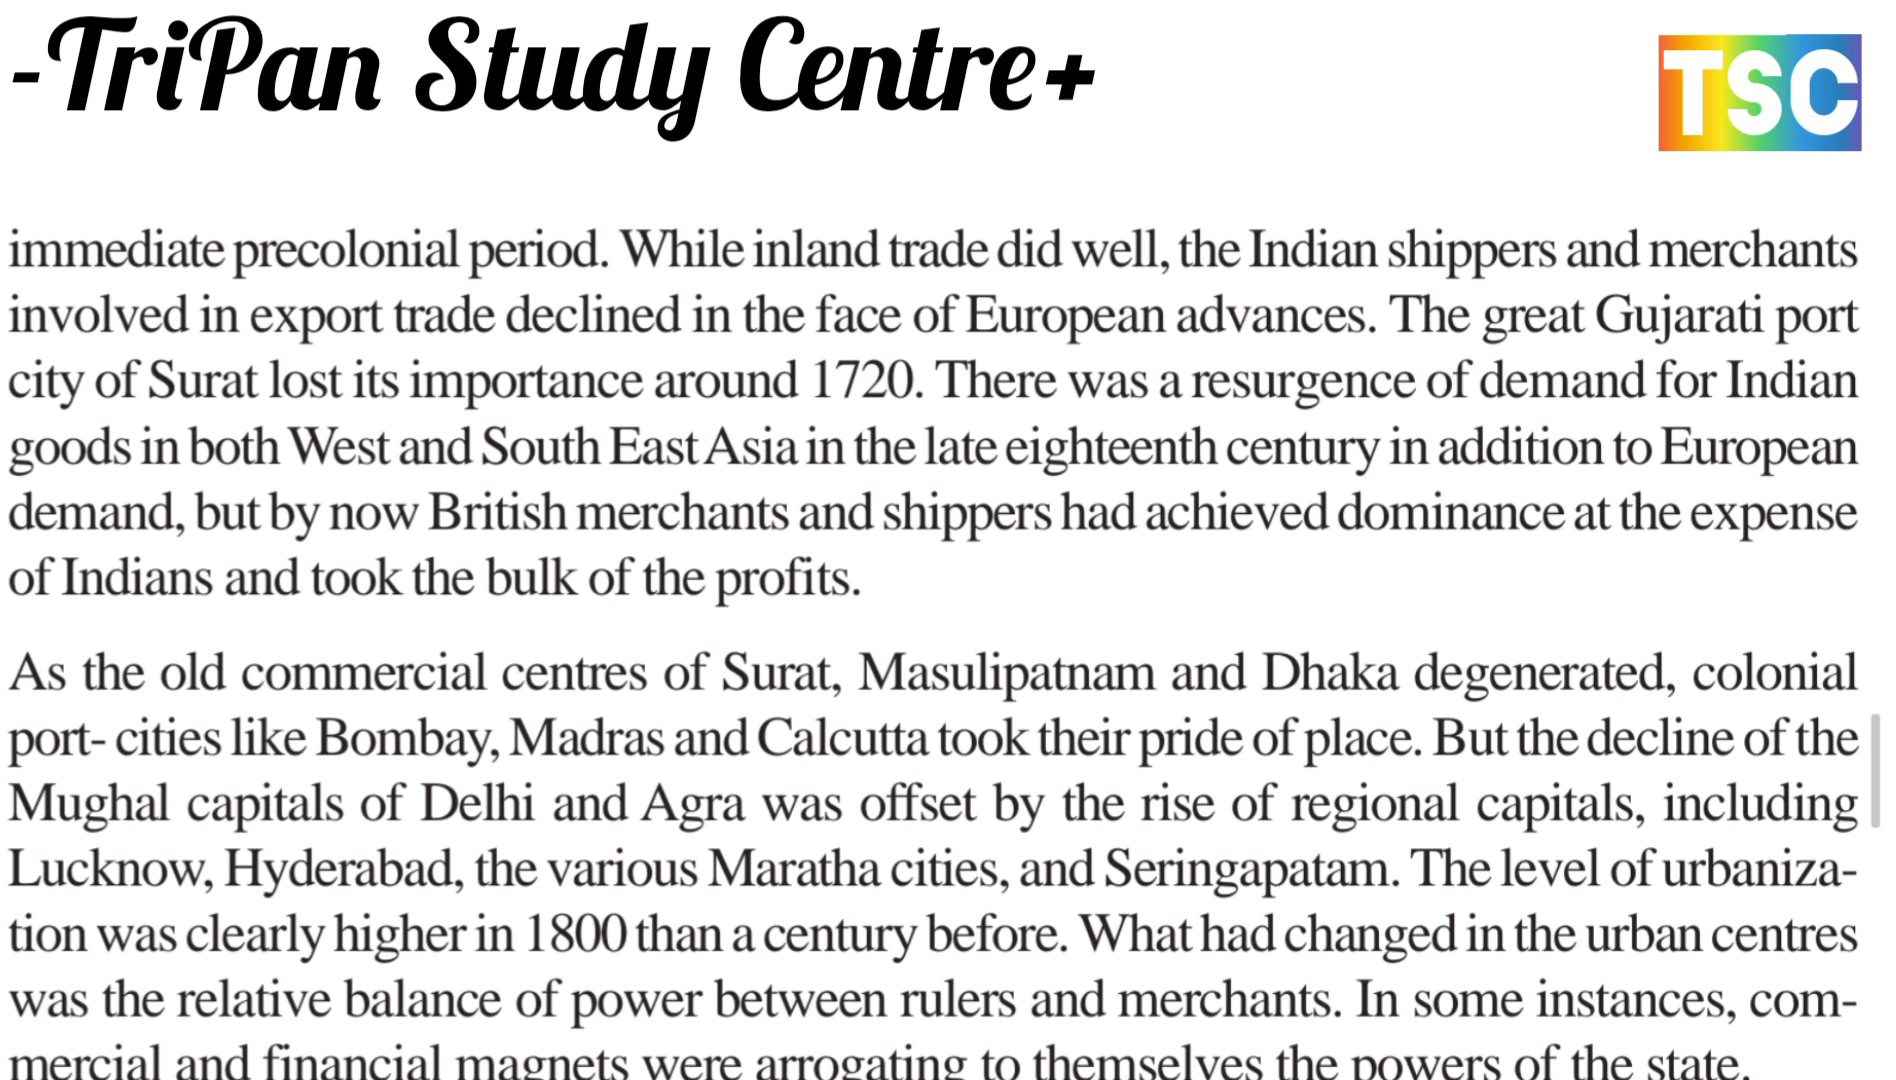 -TriPan Study Centre+
TSC
immediate precolonial period. While inland trade did well, the Indian shippers and merchants
involved in export trade declined in the face of European advances. The great Gujarati port
city of Surat lost its importance around 1720. There was a resurgence of demand for Indian
goods in both West and South East Asia in the late eighteenth century in addition to European
demand, but by now British merchants and shippers had achieved dominance at the expense
of Indians and took the bulk of the profits.
As the old commercial centres of Surat, Masulipatnam and Dhaka degenerated, colonial
port- cities like Bombay, Madras and Calcutta took their pride of place. But the decline of the
Mughal capitals of Delhi and Agra was offset by the rise of regional capitals, including
Lucknow, Hyderabad, the various Maratha cities, and Seringapatam. The level of urbaniza-
tion was clearly higher in 1800 than a century before. What had changed in the urban centres
was the relative balance of power between rulers and merchants. In some instances, com-
mercial and financial magnets were arrogating to themselves the powers of the state.